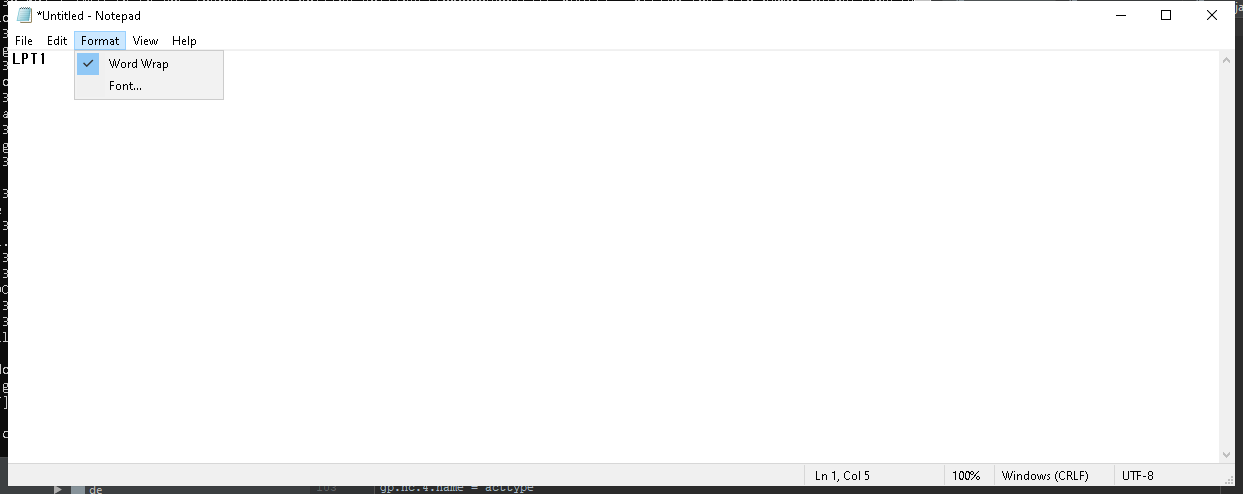 *Untitled - Notepad
File Edit Format View Help
LPT1
Word Wrap
Font...
Ln 1, Col 5 100% Windows (CRLF) UTF-8
de
103 gp.nc.4.name = acctype